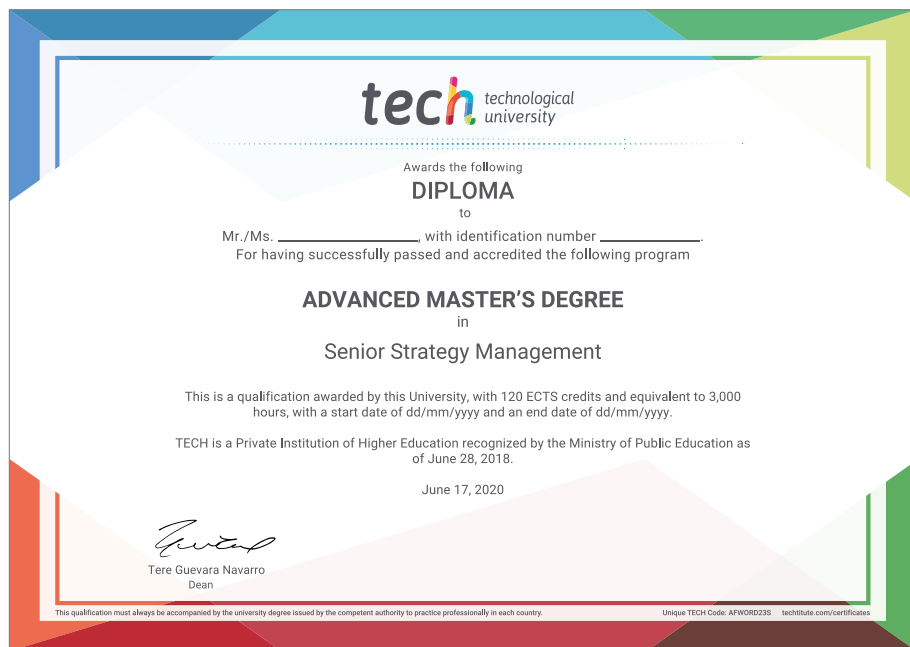 tech technological
university
Awards the following
DIPLOMA
to
Mr./Ms. ____________________, with identification number ______________.
For having successfully passed and accredited the following program
ADVANCED MASTER'S DEGREE
in
Senior Strategy Management
This is a qualification awarded by this University, with 120 ECTS credits and equivalent to 3,000
hours, with a start date of dd/mm/yyyy and an end date of dd/mm/yyyy.
TECH is a Private Institution of Higher Education recognized by the Ministry of Public Education as
of June 28, 2018.
June 17, 2020
Tere Guevara Navarro
Dean
This qualification must always be accompanied by the university degree issued by the competent authority to practice professionally in each country. Unique TECH Code: AFWORD23S techtitute.com/certificates